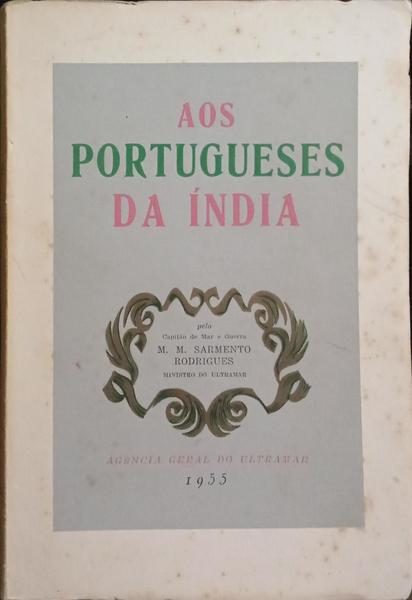 AOS
PORTUGUESES
DA ÍNDIA
pelo
Capitão de Mar e Guerra
M. M. SARMENTO
RODRIGUES
MINISTRO DO ULTRAMAR
AGÊNCIA GERAL DO ULTRAMAR
1955